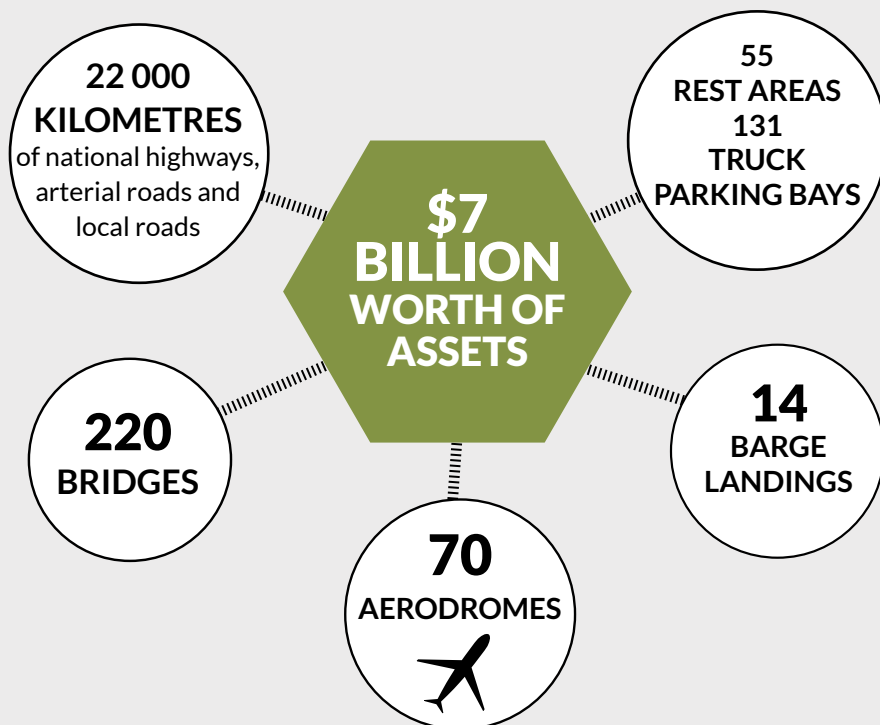 22 000
KILOMETRES
of national highways,
arterial roads and
local roads
55
REST AREAS
131
TRUCK
PARKING BAYS
$7
BILLION
WORTH OF
ASSETS
220
BRIDGES
14
BARGE
LANDINGS
70
AERODROMES